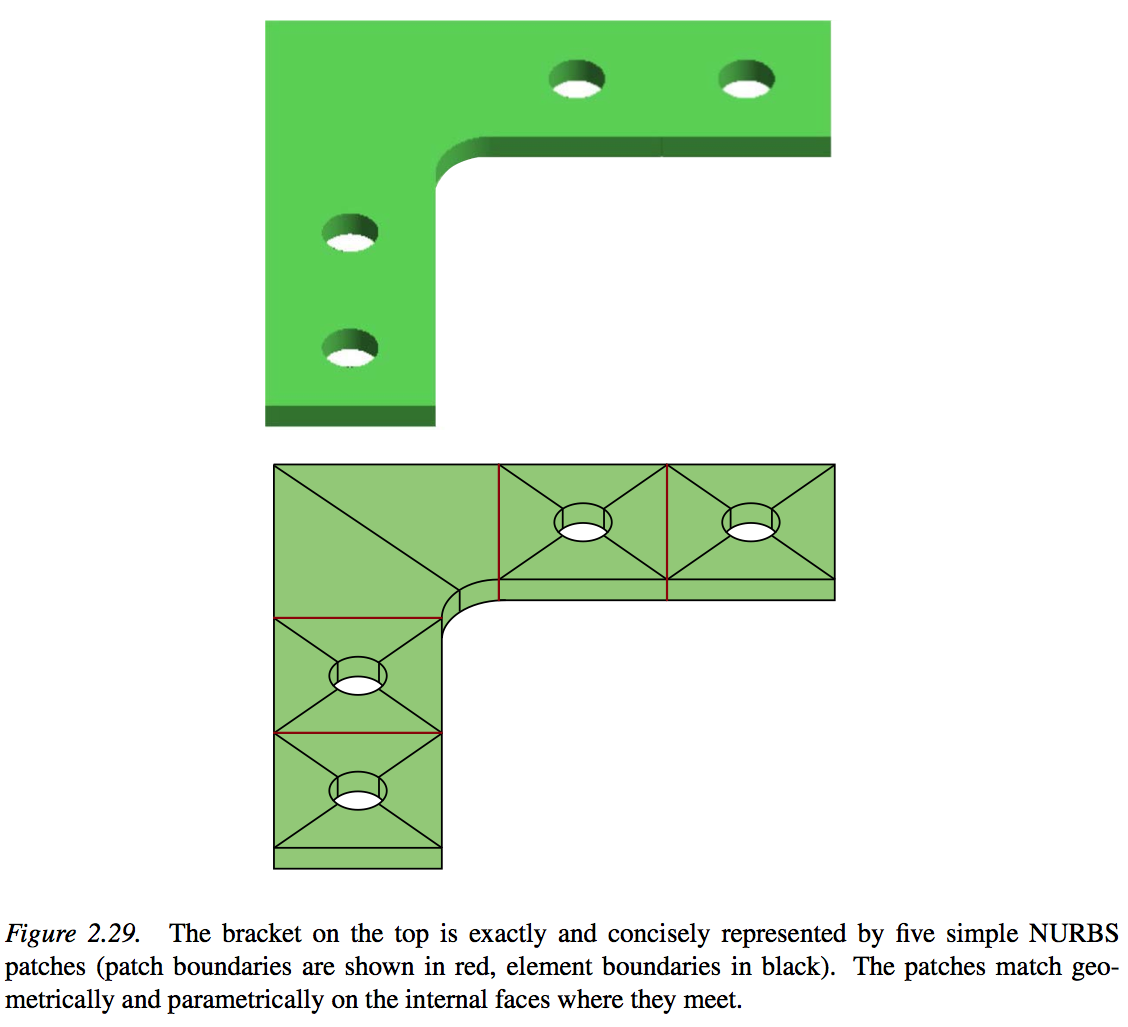 Figure 2.29. The bracket on the top is exactly and concisely represented by five simple NURBS
patches (patch boundaries are shown in red, element boundaries in black). The patches match geo-
metrically and parametrically on the internal faces where they meet.